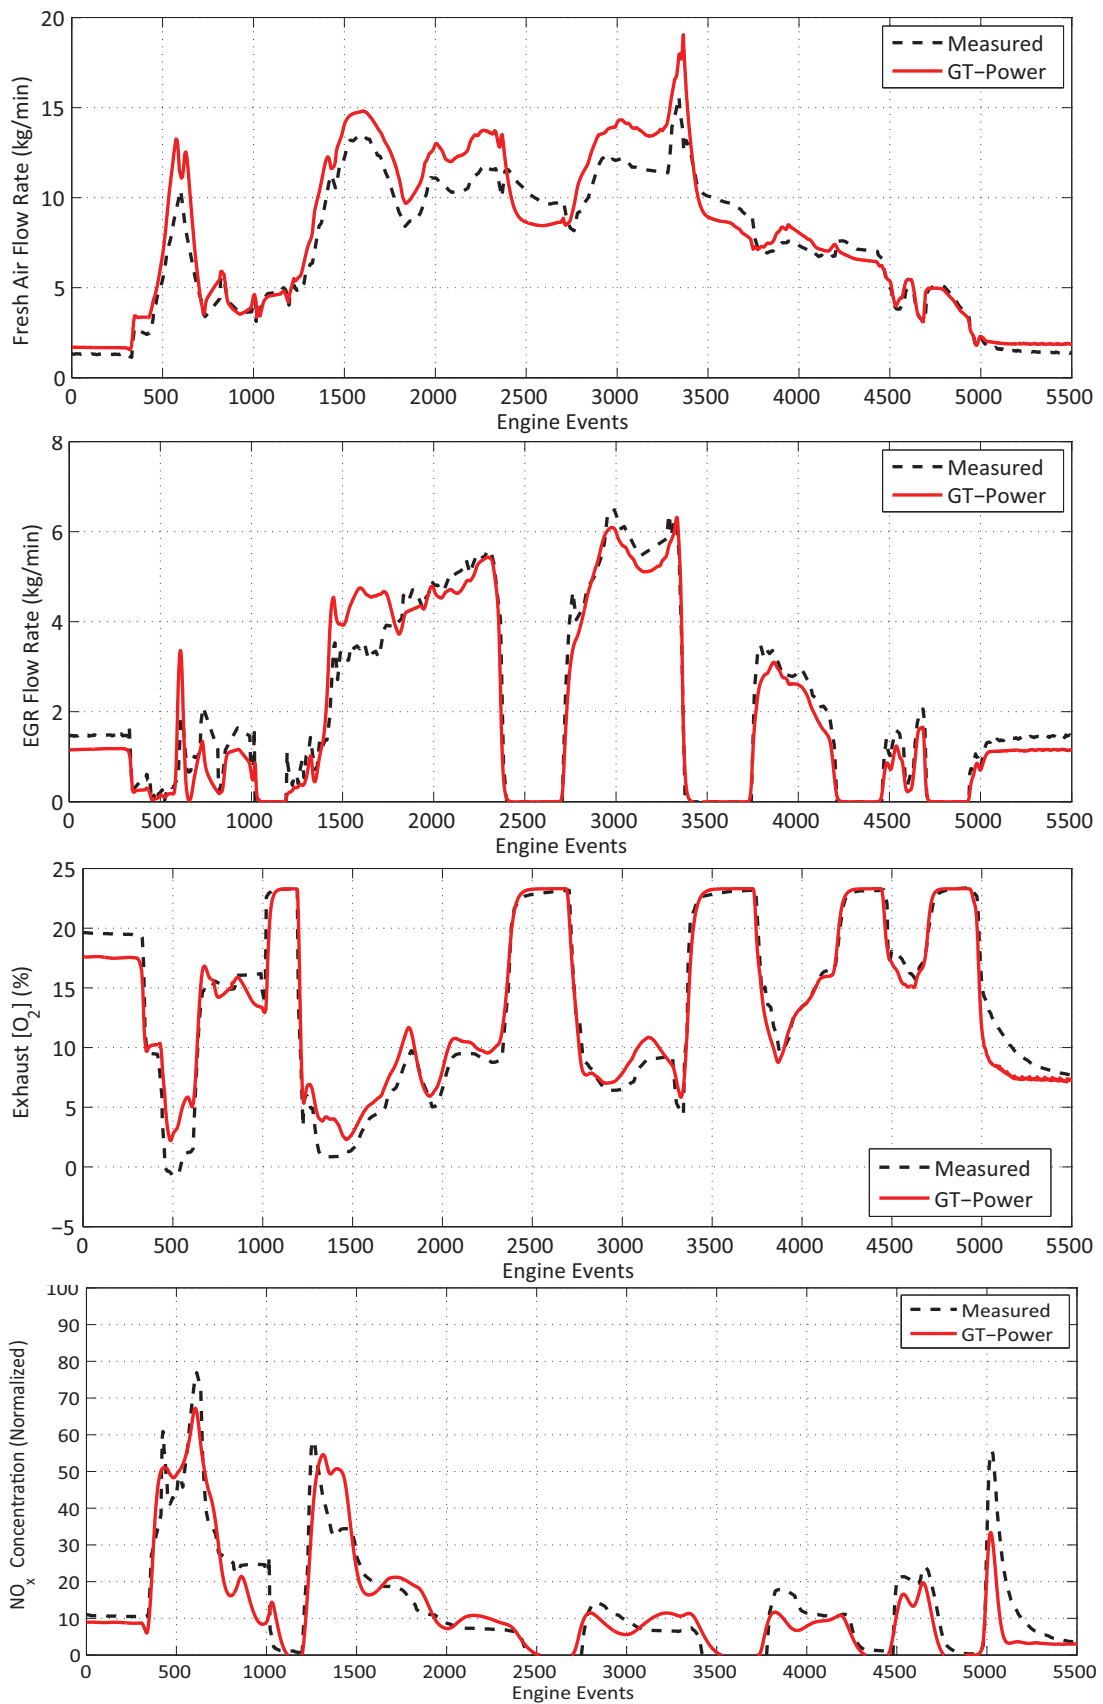 20
15
10
5
0
Fresh Air Flow Rate (kg/min)
Measured
GT−Power
0 500 1000 1500 2000 2500 3000 3500 4000 4500 5000 5500
Engine Events
8
6
4
2
0
EGR Flow Rate (kg/min)
Measured
GT−Power
0 500 1000 1500 2000 2500 3000 3500 4000 4500 5000 5500
Engine Events
25
20
15
10
5
0
−5
Exhaust [O₂] (%)
Measured
GT−Power
0 500 1000 1500 2000 2500 3000 3500 4000 4500 5000 5500
Engine Events
100
90
80
70
60
50
40
30
20
10
0
NOₓ Concentration (Normalized)
Measured
GT−Power
0 500 1000 1500 2000 2500 3000 3500 4000 4500 5000 5500
Engine Events